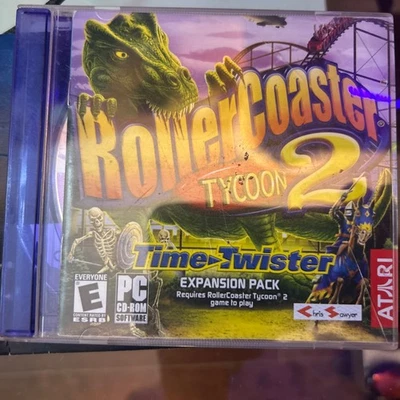 RollerCoaster®
TYCOON 2
Time Twister
EXPANSION PACK
Requires RollerCoaster Tycoon® 2
game to play
EVERYONE
E
CONTENT RATED BY
ESRB
PC
CD-ROM
SOFTWARE
Chris Sawyer
ATARI